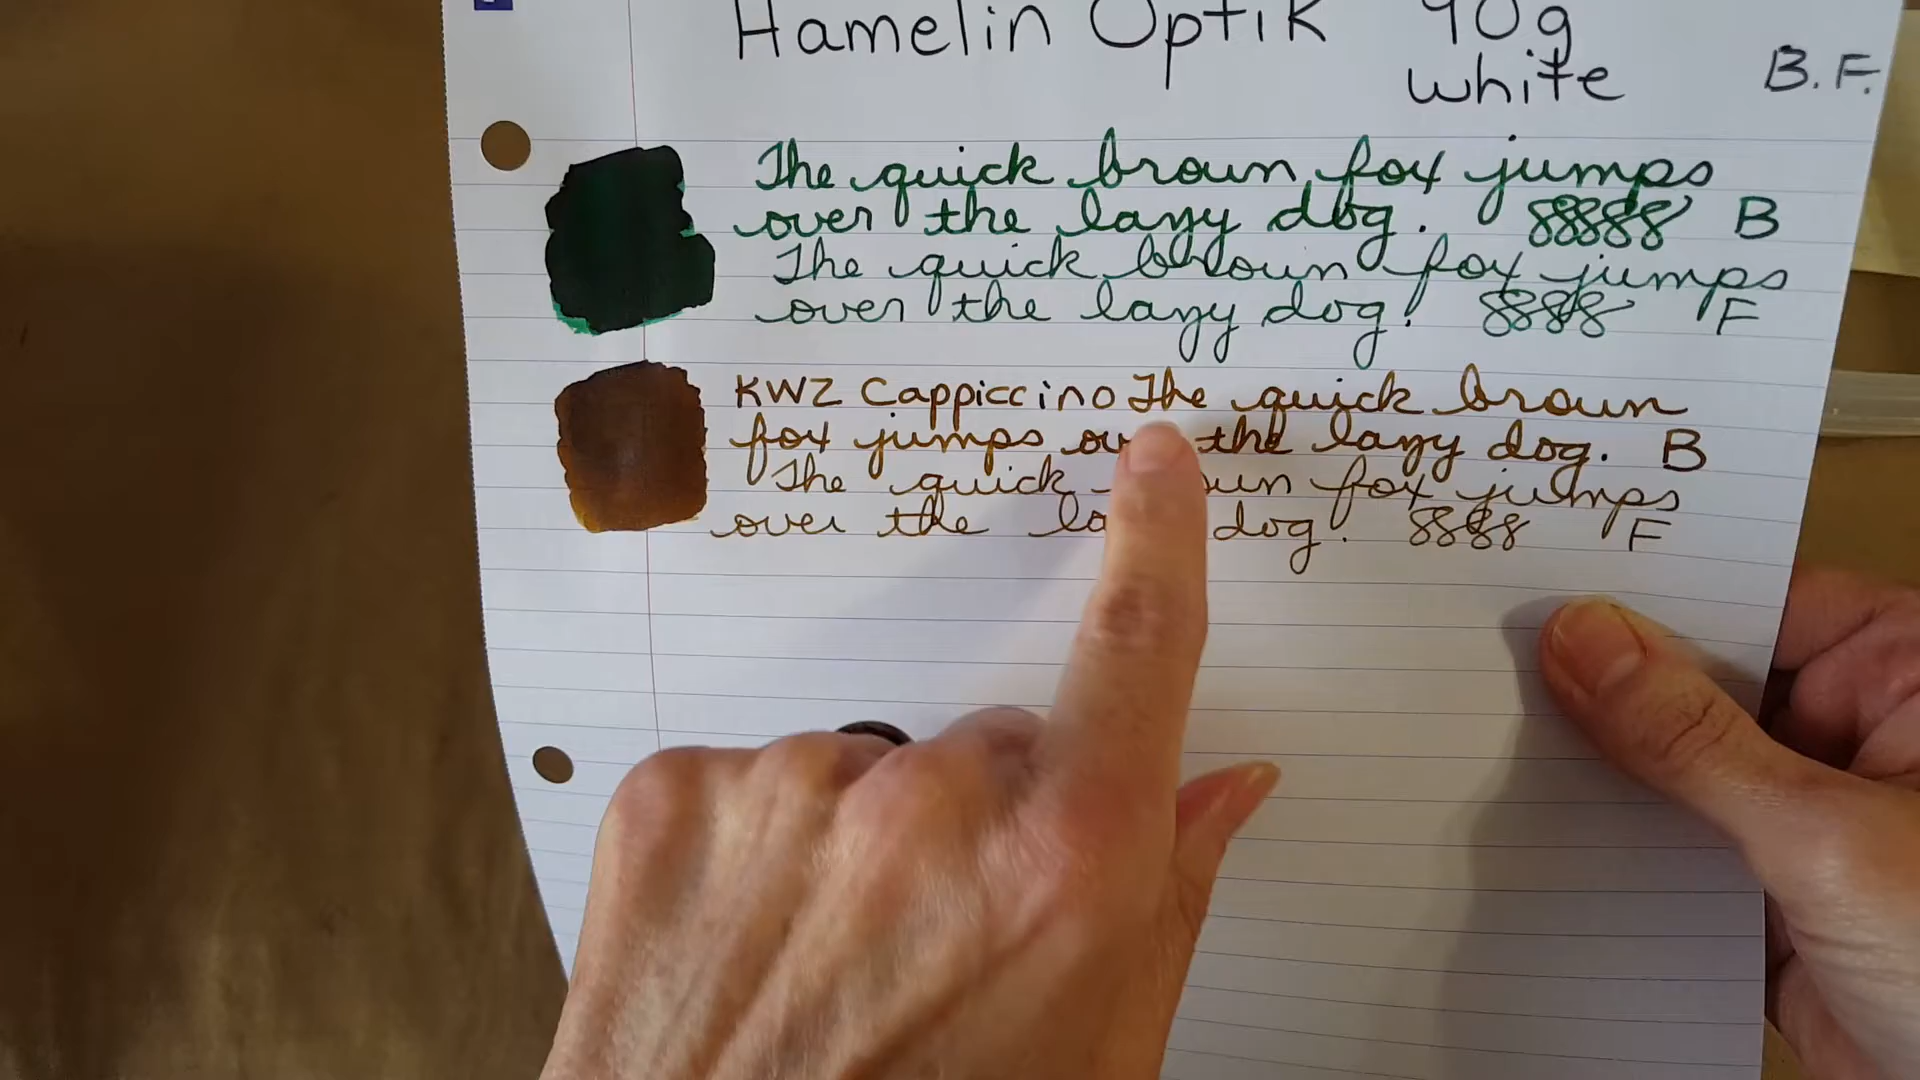 Hamelin Optik 90g
white B.F.
The quick brown fox jumps
over the lazy dog. 88888 B
The quick brown fox jumps
over the lazy dog. 8888 F
KWZ Cappiccino The quick brown
fox jumps the lazy dog. B
The quick fox jumps
over the dog. 8888 F